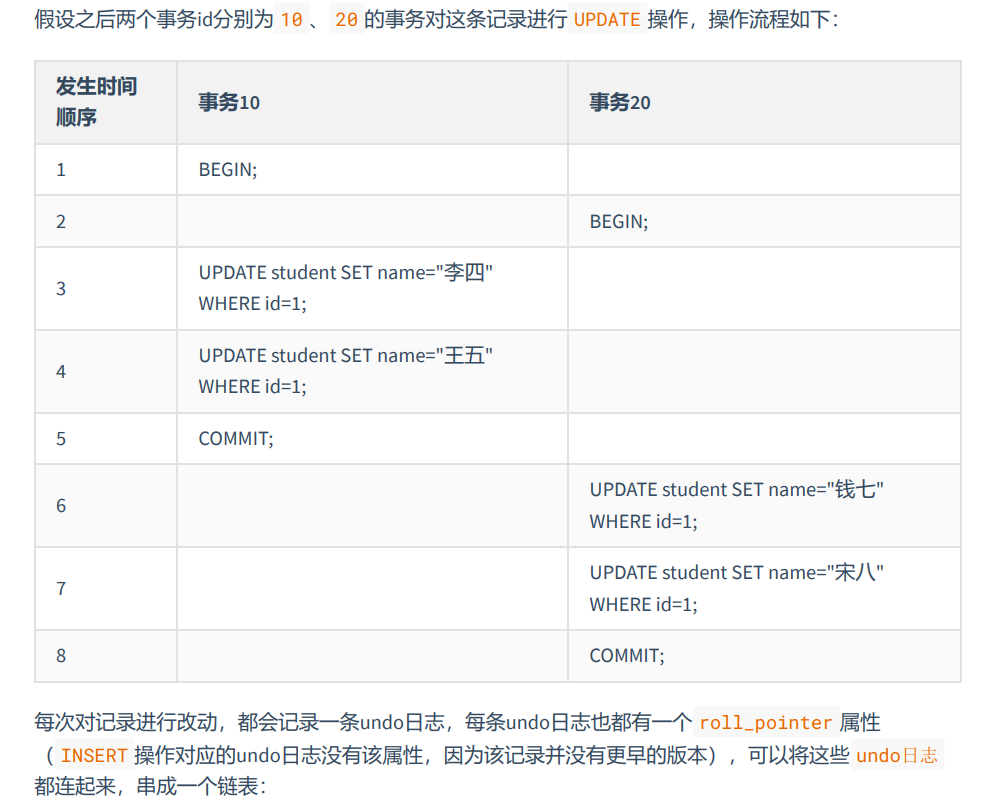 假设之后两个事务id分别为 10 、 20 的事务对这条记录进行 UPDATE 操作，操作流程如下：
发生时间
顺序
事务10
事务20
1
BEGIN;
2
BEGIN;
3
UPDATE student SET name="李四"
WHERE id=1;
4
UPDATE student SET name="王五"
WHERE id=1;
5
COMMIT;
6
UPDATE student SET name="钱七"
WHERE id=1;
7
UPDATE student SET name="宋八"
WHERE id=1;
8
COMMIT;
每次对记录进行改动，都会记录一条undo日志，每条undo日志也都有一个 roll_pointer 属性
（ INSERT 操作对应的undo日志没有该属性，因为该记录并没有更早的版本），可以将这些 undo日志
都连起来，串成一个链表：